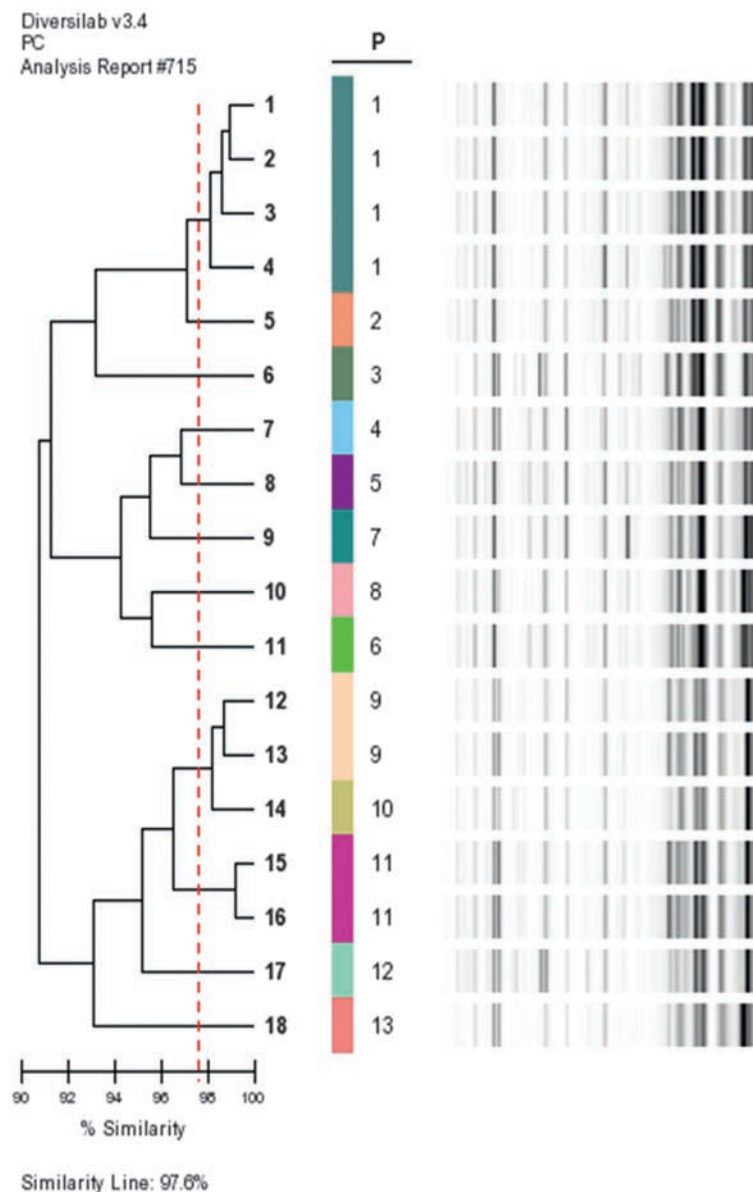 Diversilab v3.4
PC
Analysis Report #715
P
1 1
2 1
3 1
4 1
5 2
6 3
7 4
8 5
9 7
10 8
11 6
12 9
13 9
14 10
15 11
16 11
17 12
18 13
90 92 94 96 98 100
% Similarity
Similarity Line: 97.6%